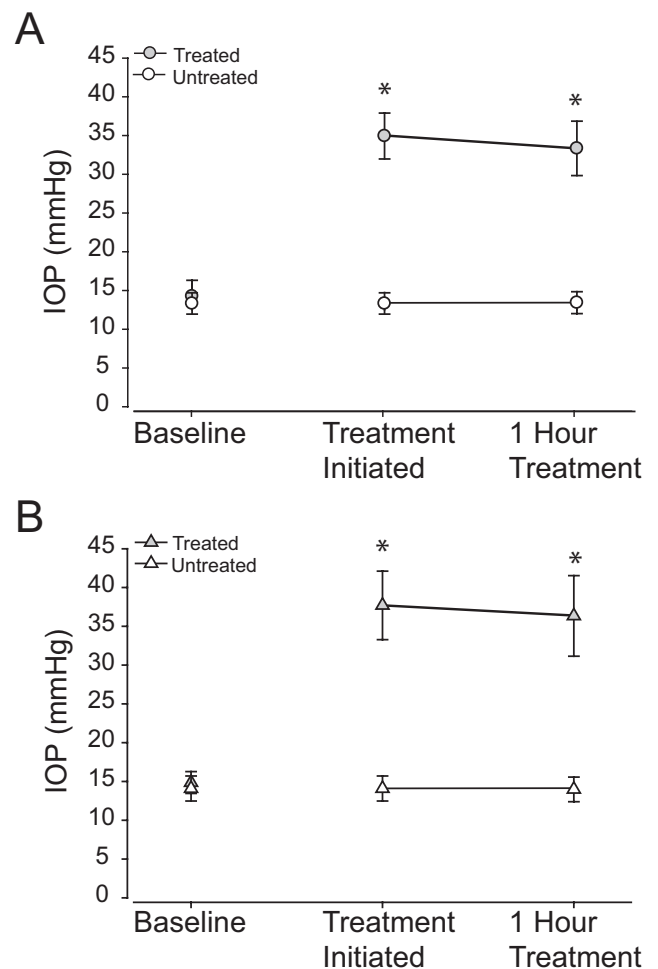 A
Treated
Untreated
45
40
35
30
25
20
15
10
5
0
IOP (mmHg)
* *
Baseline Treatment Initiated 1 Hour Treatment
B
Treated
Untreated
45
40
35
30
25
20
15
10
5
0
IOP (mmHg)
* *
Baseline Treatment Initiated 1 Hour Treatment